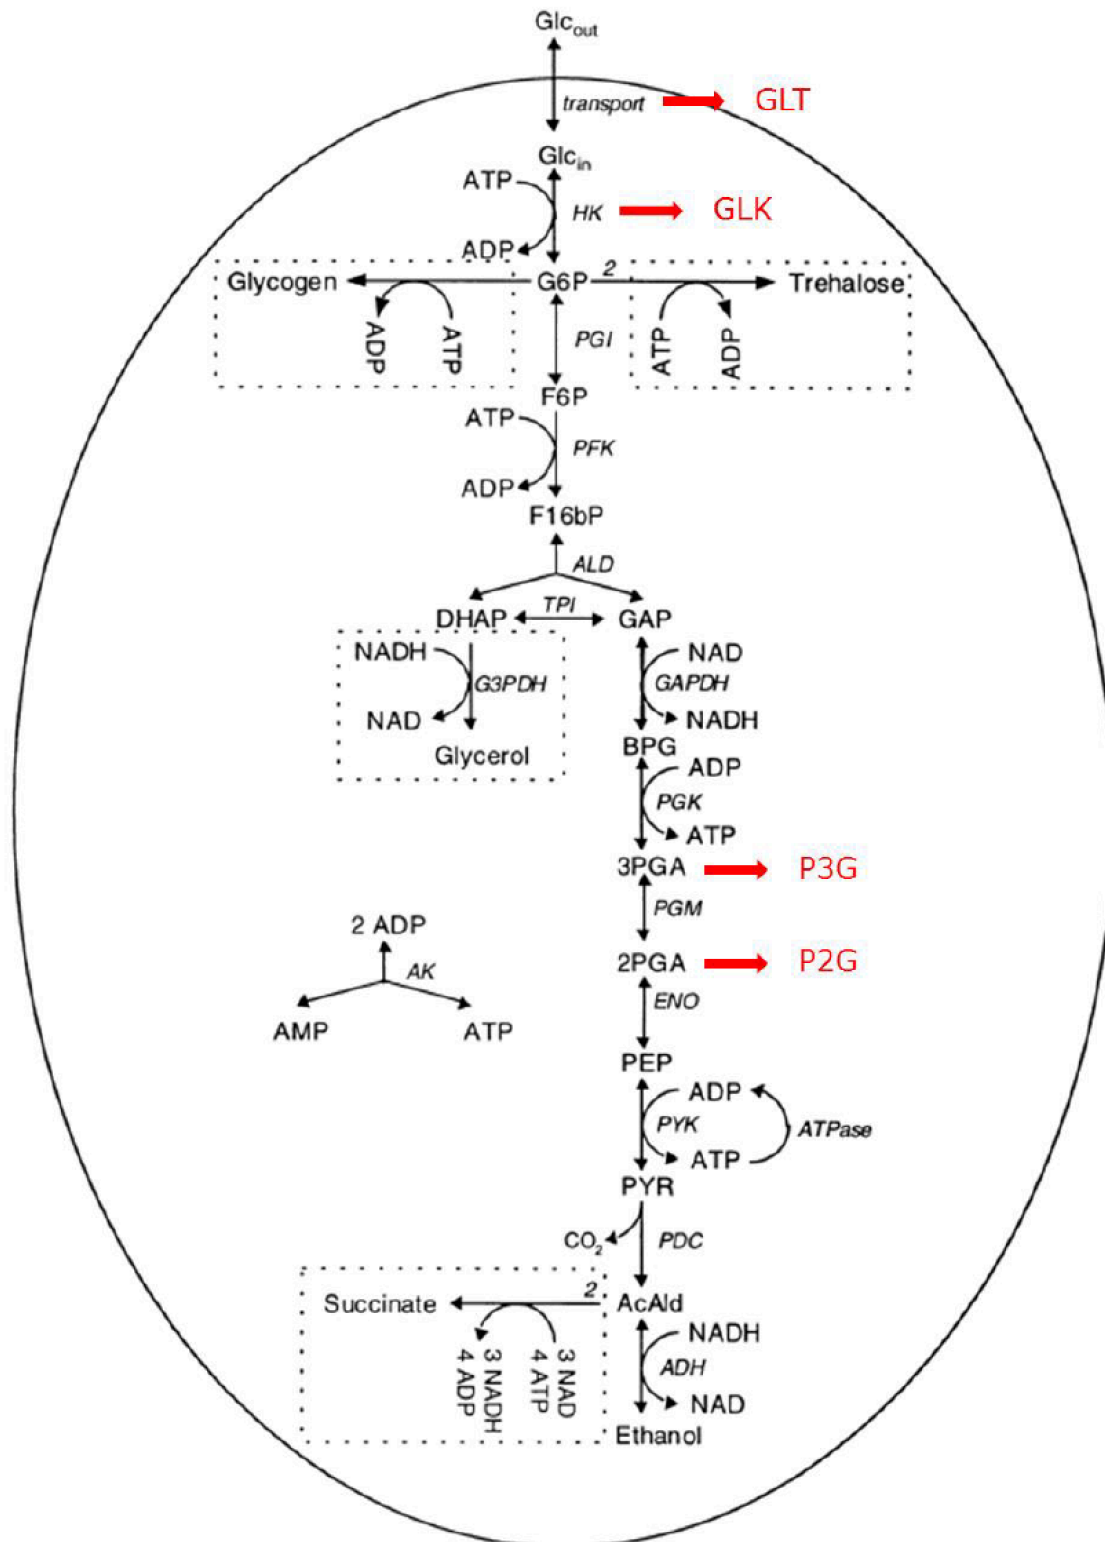 Glcout
transport GLT
Glcin
ATP
HK GLK
ADP
Glycogen G6P 2 Trehalose
ADP ATP PGI ATP ADP
F6P
ATP
PFK
ADP
F16bP
ALD
DHAP TPI GAP
NADH NAD
G3PDH GAPDH
NAD NADH
Glycerol BPG
ADP
PGK
ATP
3PGA P3G
PGM
2 ADP
2PGA P2G
AK
ENO
AMP ATP
PEP
ADP
PYK ATPase
ATP
PYR
CO2 PDC
Succinate 2 AcAld
NADH
3 NADH
4 ADP
3 NAD
4 ATP
ADH
NAD
Ethanol